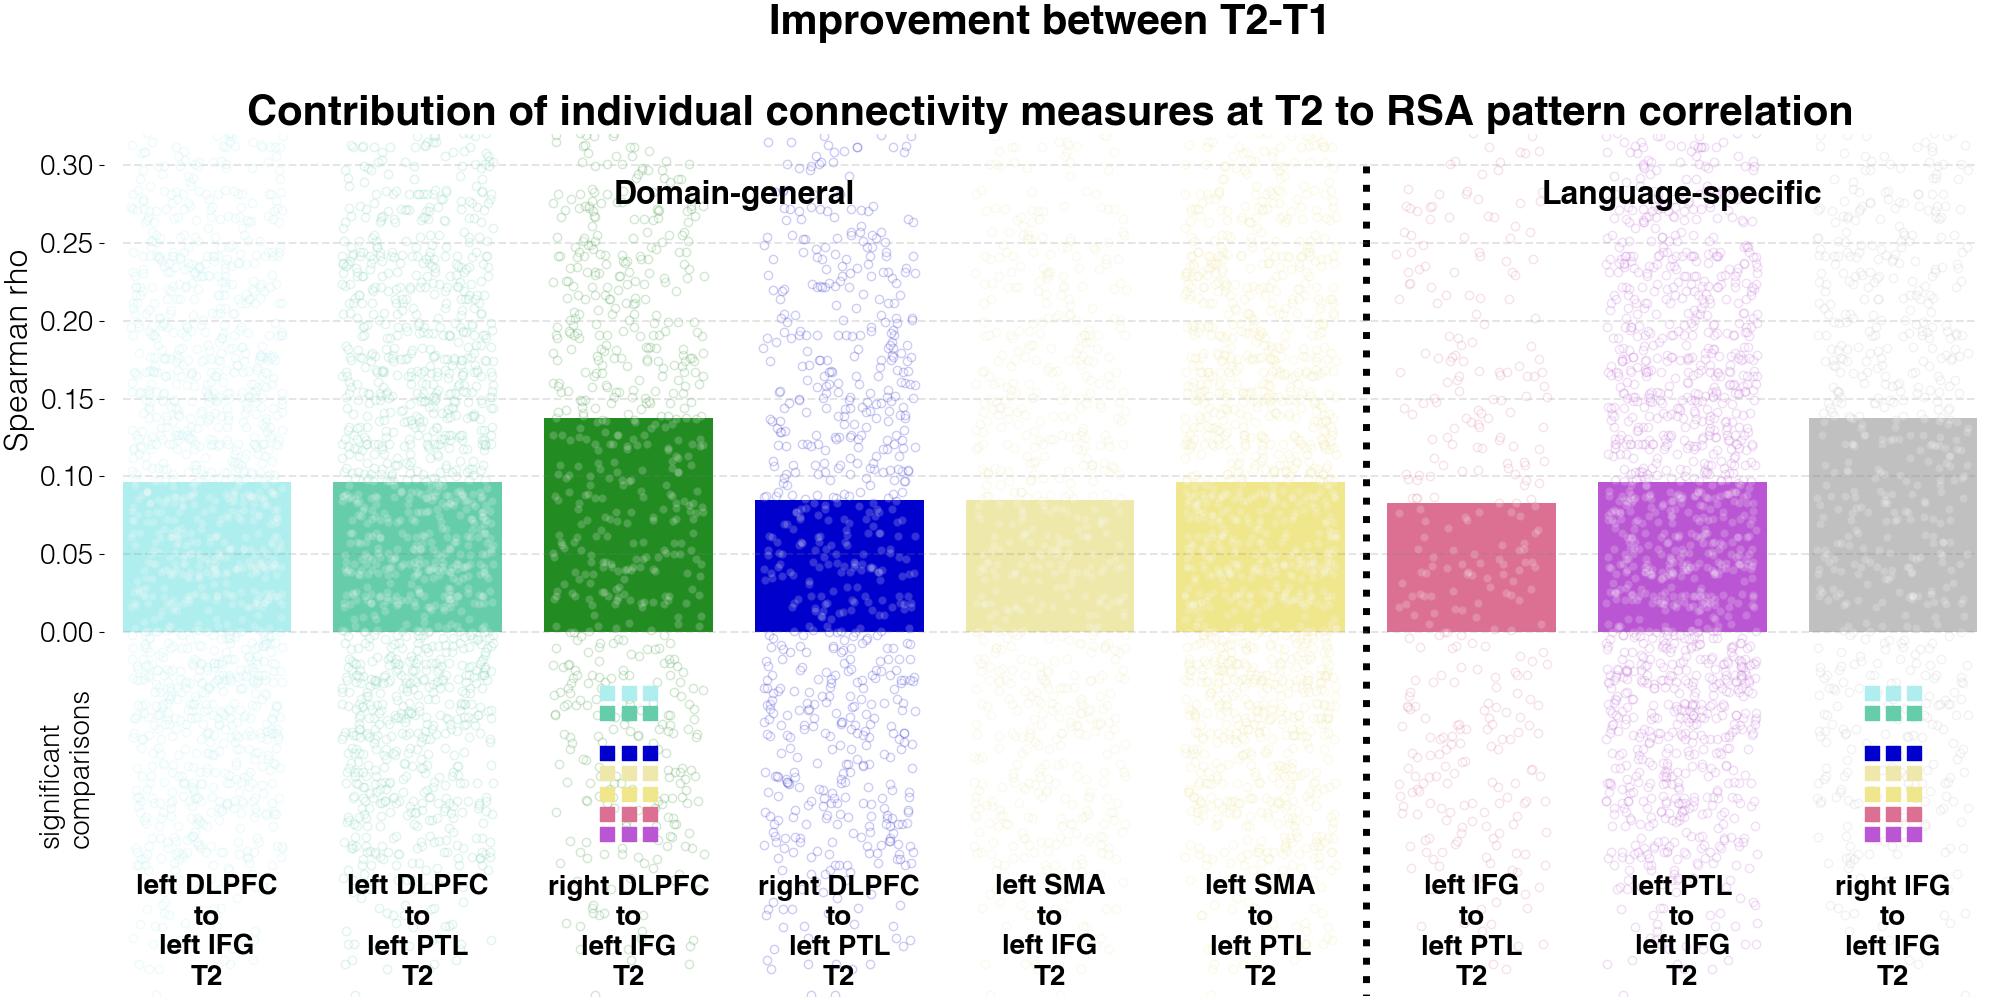 Improvement between T2-T1
Contribution of individual connectivity measures at T2 to RSA pattern correlation
Domain-general
Language-specific
Spearman rho
0.30
0.25
0.20
0.15
0.10
0.05
0.00
significant
comparisons
left DLPFC
to
left IFG
T2
left DLPFC
to
left PTL
T2
right DLPFC
to
left IFG
T2
right DLPFC
to
left PTL
T2
left SMA
to
left IFG
T2
left SMA
to
left PTL
T2
left IFG
to
left PTL
T2
left PTL
to
left IFG
T2
right IFG
to
left IFG
T2